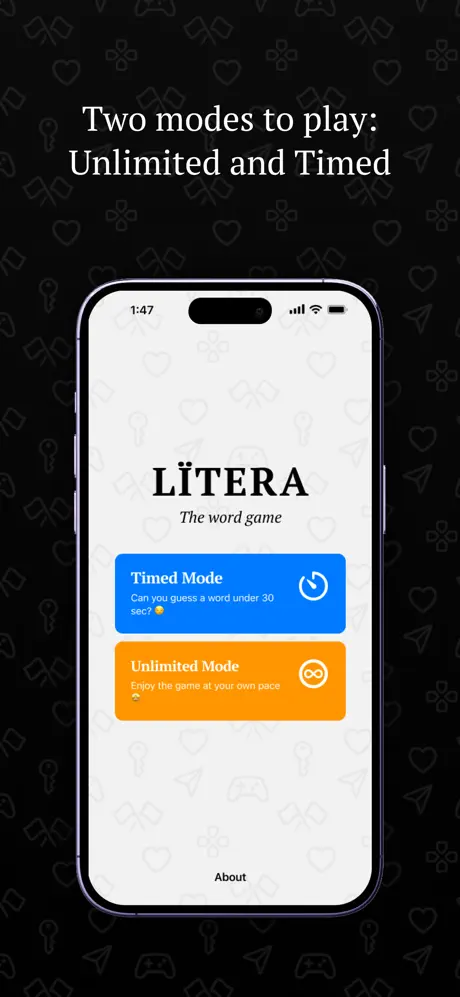 Two modes to play:
Unlimited and Timed
1:47
LÏTERA
The word game
Timed Mode
Can you guess a word under 30
sec? 😏
Unlimited Mode
Enjoy the game at your own pace
🤩
About